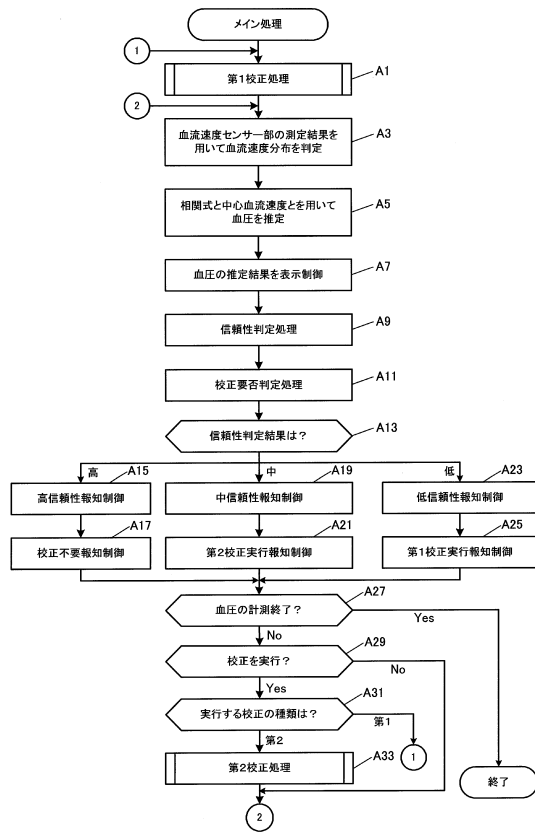 メイン処理
1
第1校正処理
A1
2
血流速度センサー部の測定結果を
用いて血流速度分布を判定
A3
相関式と中心血流速度とを用いて
血圧を推定
A5
血圧の推定結果を表示制御
A7
信頼性判定処理
A9
校正要否判定処理
A11
信頼性判定結果は?
A13
高
A15
中
A19
低
A23
高信頼性報知制御
中信頼性報知制御
低信頼性報知制御
A17
A21
A25
校正不要報知制御
第2校正実行報知制御
第1校正実行報知制御
血圧の計測終了?
A27
Yes
No
校正を実行?
A29
No
Yes
実行する校正の種類は?
A31
第1
第2
1
第2校正処理
A33
終了
2